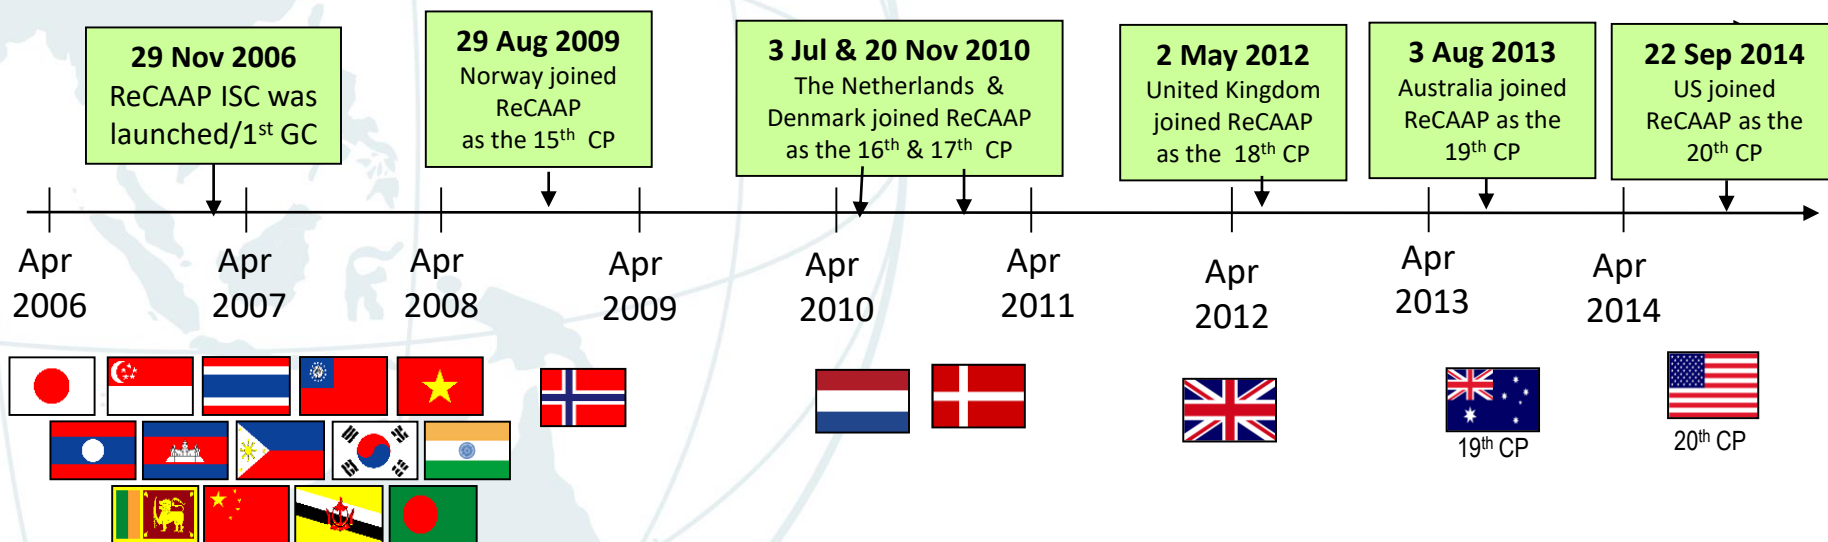 29 Nov 2006
ReCAAP ISC was
launched/1st GC
29 Aug 2009
Norway joined
ReCAAP
as the 15th CP
3 Jul & 20 Nov 2010
The Netherlands &
Denmark joined ReCAAP
as the 16th & 17th CP
2 May 2012
United Kingdom
joined ReCAAP
as the 18th CP
3 Aug 2013
Australia joined
ReCAAP as the
19th CP
22 Sep 2014
US joined
ReCAAP as the
20th CP
Apr
2006
Apr
2007
Apr
2008
Apr
2009
Apr
2010
Apr
2011
Apr
2012
Apr
2013
Apr
2014
19th CP
20th CP